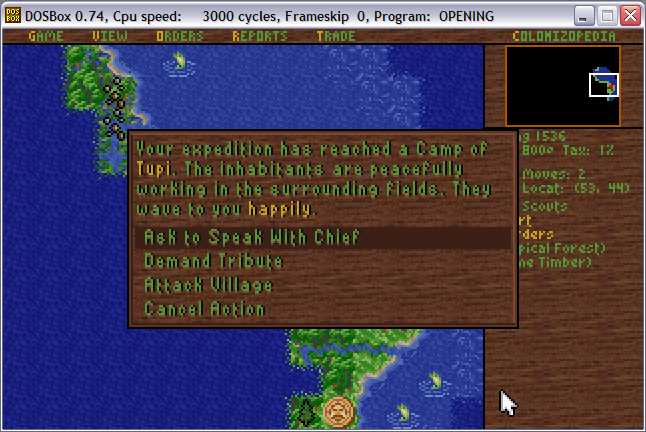 DOSBox 0.74, Cpu speed: 3000 cycles, Frameskip 0, Program: OPENING
GAME VIEW ORDERS REPORTS TRADE COLONIZOPEDIA
Your expedition has reached a Camp of
Tupi. The inhabitants are peacefully
working in the surrounding fields. They
wave to you happily.
Ask to Speak With Chief
Demand Tribute
Attack Village
Cancel Action
1536
Tax: 1%
Moves: 2
Locat: (53, 44)
Scouts
Forest)
Timber)